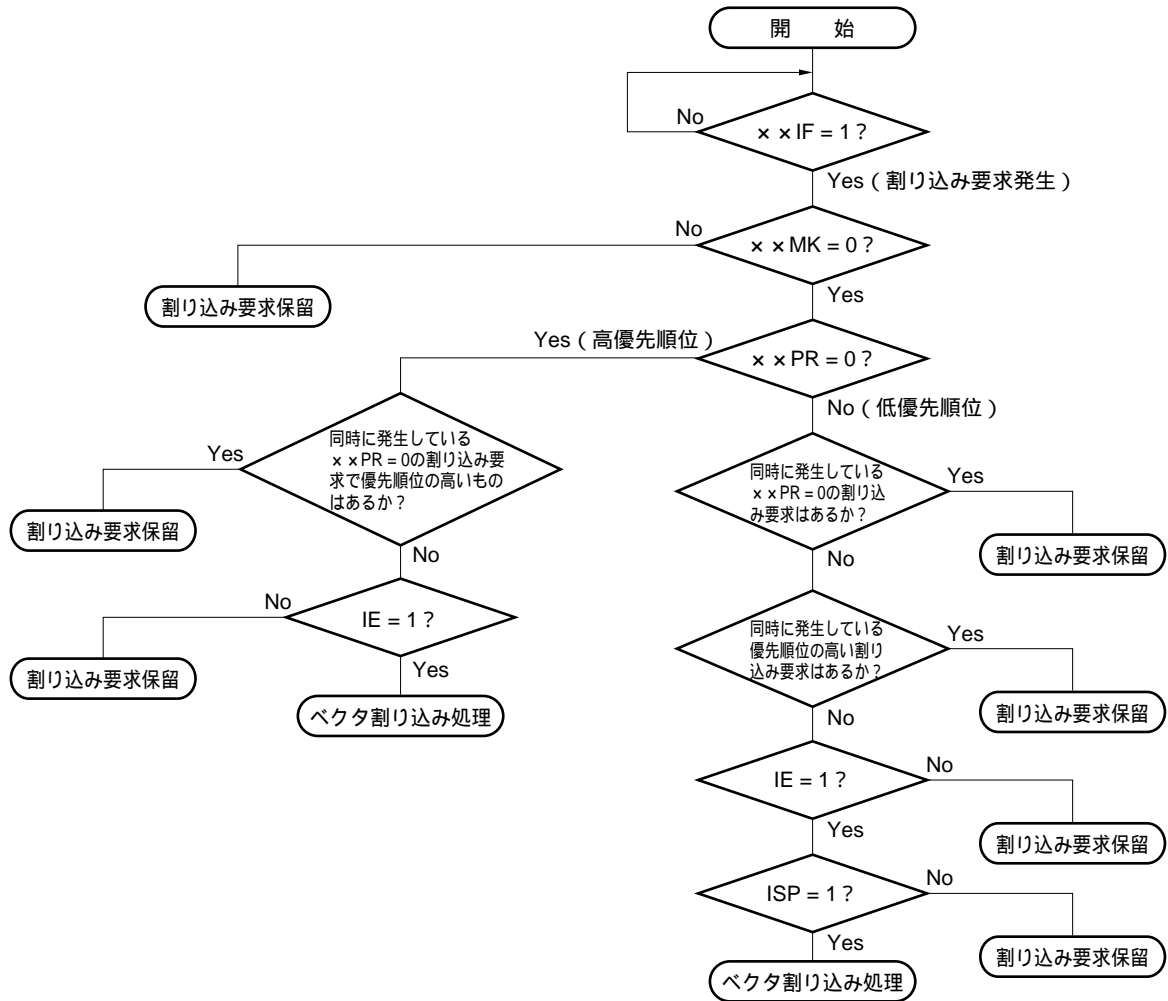 開　　始
No
××IF = 1？
Yes（割り込み要求発生）
No
××MK = 0？
割り込み要求保留
Yes
Yes（高優先順位）
××PR = 0？
No（低優先順位）
Yes
同時に発生している
××PR = 0の割り込み要
求で優先順位の高いもの
はあるか？
割り込み要求保留
No
同時に発生している
××PR = 0の割り込
み要求はあるか？
Yes
割り込み要求保留
No
No
IE = 1？
割り込み要求保留
Yes
ベクタ割り込み処理
同時に発生している
優先順位の高い割り
込み要求はあるか？
Yes
割り込み要求保留
No
IE = 1？
No
割り込み要求保留
Yes
ISP = 1？
No
割り込み要求保留
Yes
ベクタ割り込み処理